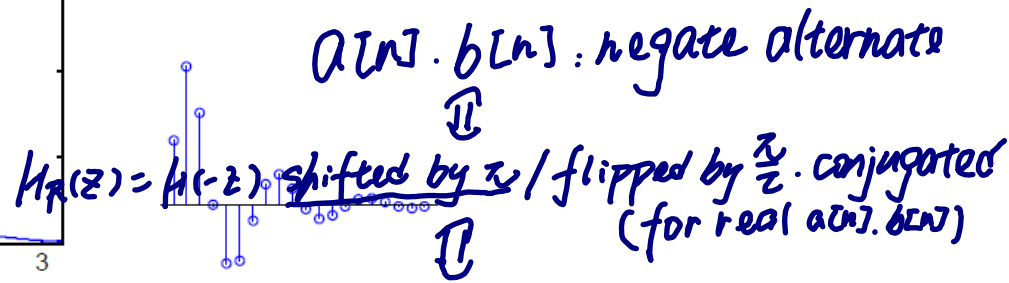 a[n]. b[n] : negate alternate
⇕
H_R(z) = H(-z) shifted by π / flipped by π/2 . conjugated
(for real a[n]. b[n])
⇕
3